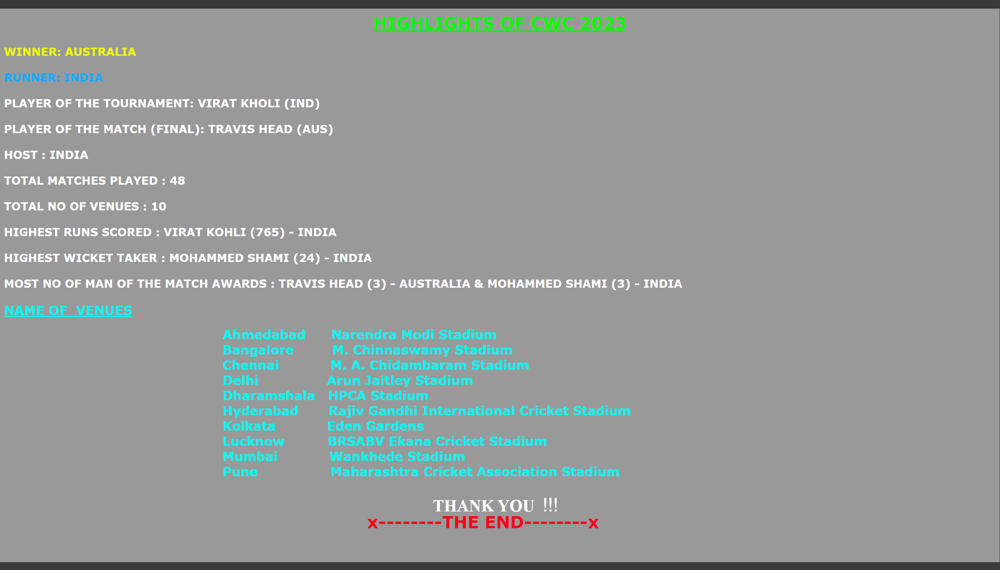 HIGHLIGHTS OF CWC 2023
WINNER: AUSTRALIA
RUNNER: INDIA
PLAYER OF THE TOURNAMENT: VIRAT KHOLI (IND)
PLAYER OF THE MATCH (FINAL): TRAVIS HEAD (AUS)
HOST : INDIA
TOTAL MATCHES PLAYED : 48
TOTAL NO OF VENUES : 10
HIGHEST RUNS SCORED : VIRAT KOHLI (765) – INDIA
HIGHEST WICKET TAKER : MOHAMMED SHAMI (24) – INDIA
MOST NO OF MAN OF THE MATCH AWARDS : TRAVIS HEAD (3) – AUSTRALIA & MOHAMMED SHAMI (3) – INDIA
NAME OF VENUES
Ahmedabad Narendra Modi Stadium
Bangalore M. Chinnaswamy Stadium
Chennai M. A. Chidambaram Stadium
Delhi Arun Jaitley Stadium
Dharamshala HPCA Stadium
Hyderabad Rajiv Gandhi International Cricket Stadium
Kolkata Eden Gardens
Lucknow BRSABV Ekana Cricket Stadium
Mumbai Wankhede Stadium
Pune Maharashtra Cricket Association Stadium
THANK YOU !!!
x--------THE END--------x